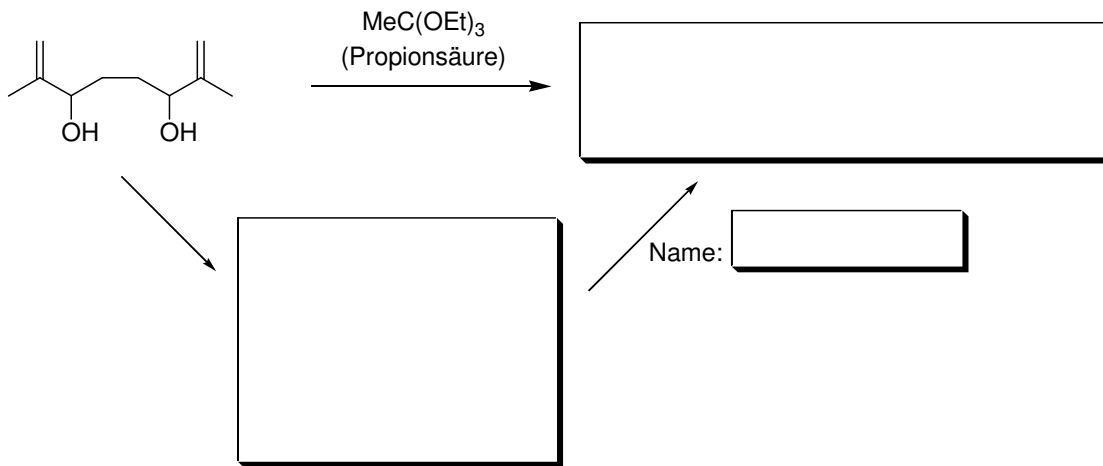 MeC(OEt)3
(Propionsäure)
OH
OH
Name: